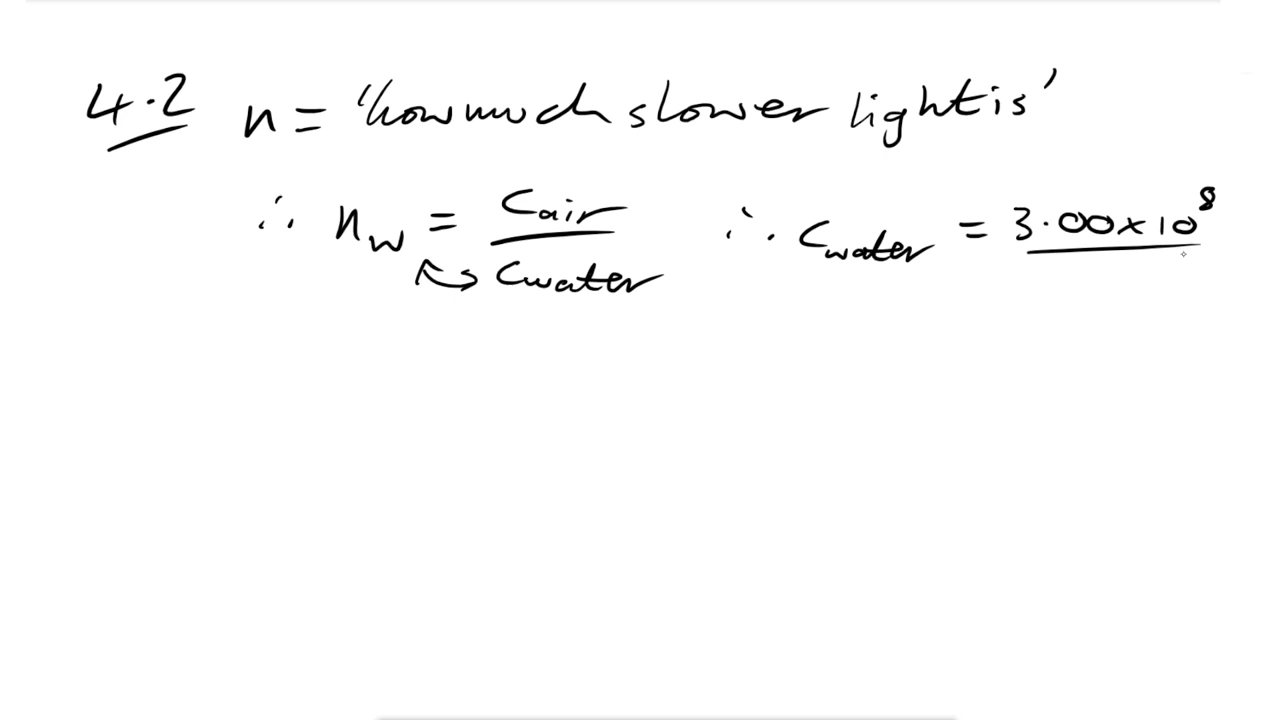 4.2 n = 'how much slower light is'
∴ n_w = c_air / c_water ∴ c_water = 3.00 x 10^8